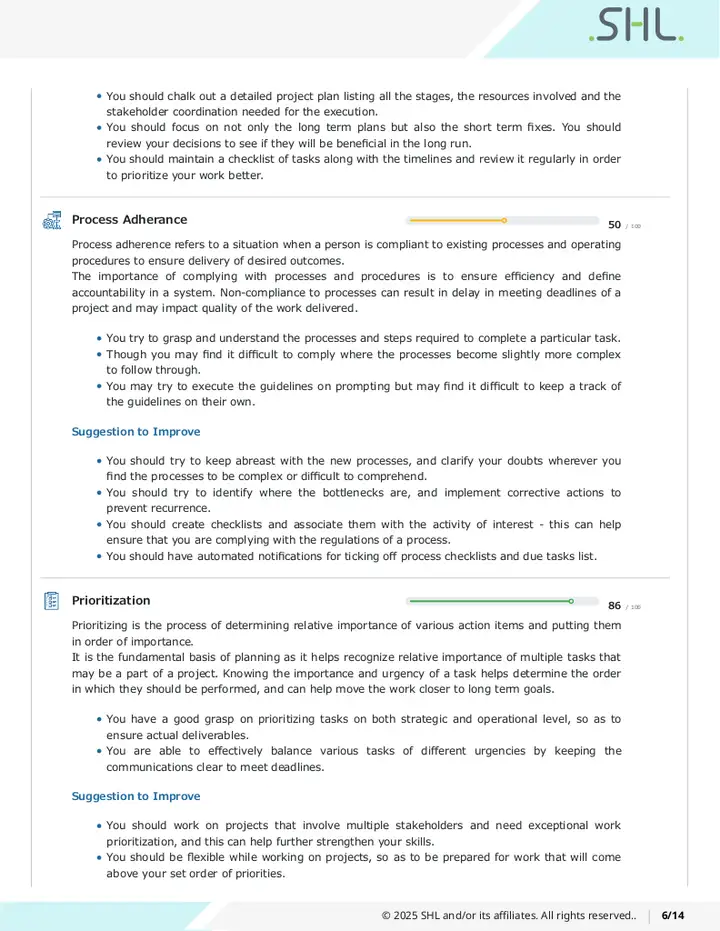 .SHL.
• You should chalk out a detailed project plan listing all the stages, the resources involved and the
stakeholder coordination needed for the execution.
• You should focus on not only the long term plans but also the short term fixes. You should
review your decisions to see if they will be beneficial in the long run.
• You should maintain a checklist of tasks along with the timelines and review it regularly in order
to prioritize your work better.
Process Adherance
50 / 100
Process adherence refers to a situation when a person is compliant to existing processes and operating
procedures to ensure delivery of desired outcomes.
The importance of complying with processes and procedures is to ensure efficiency and define
accountability in a system. Non-compliance to processes can result in delay in meeting deadlines of a
project and may impact quality of the work delivered.
• You try to grasp and understand the processes and steps required to complete a particular task.
• Though you may find it difficult to comply where the processes become slightly more complex
to follow through.
• You may try to execute the guidelines on prompting but may find it difficult to keep a track of
the guidelines on their own.
Suggestion to Improve
• You should try to keep abreast with the new processes, and clarify your doubts wherever you
find the processes to be complex or difficult to comprehend.
• You should try to identify where the bottlenecks are, and implement corrective actions to
prevent recurrence.
• You should create checklists and associate them with the activity of interest - this can help
ensure that you are complying with the regulations of a process.
• You should have automated notifications for ticking off process checklists and due tasks list.
Prioritization
86 / 100
Prioritizing is the process of determining relative importance of various action items and putting them
in order of importance.
It is the fundamental basis of planning as it helps recognize relative importance of multiple tasks that
may be a part of a project. Knowing the importance and urgency of a task helps determine the order
in which they should be performed, and can help move the work closer to long term goals.
• You have a good grasp on prioritizing tasks on both strategic and operational level, so as to
ensure actual deliverables.
• You are able to effectively balance various tasks of different urgencies by keeping the
communications clear to meet deadlines.
Suggestion to Improve
• You should work on projects that involve multiple stakeholders and need exceptional work
prioritization, and this can help further strengthen your skills.
• You should be flexible while working on projects, so as to be prepared for work that will come
above your set order of priorities.
© 2025 SHL and/or its affiliates. All rights reserved.. 6/14